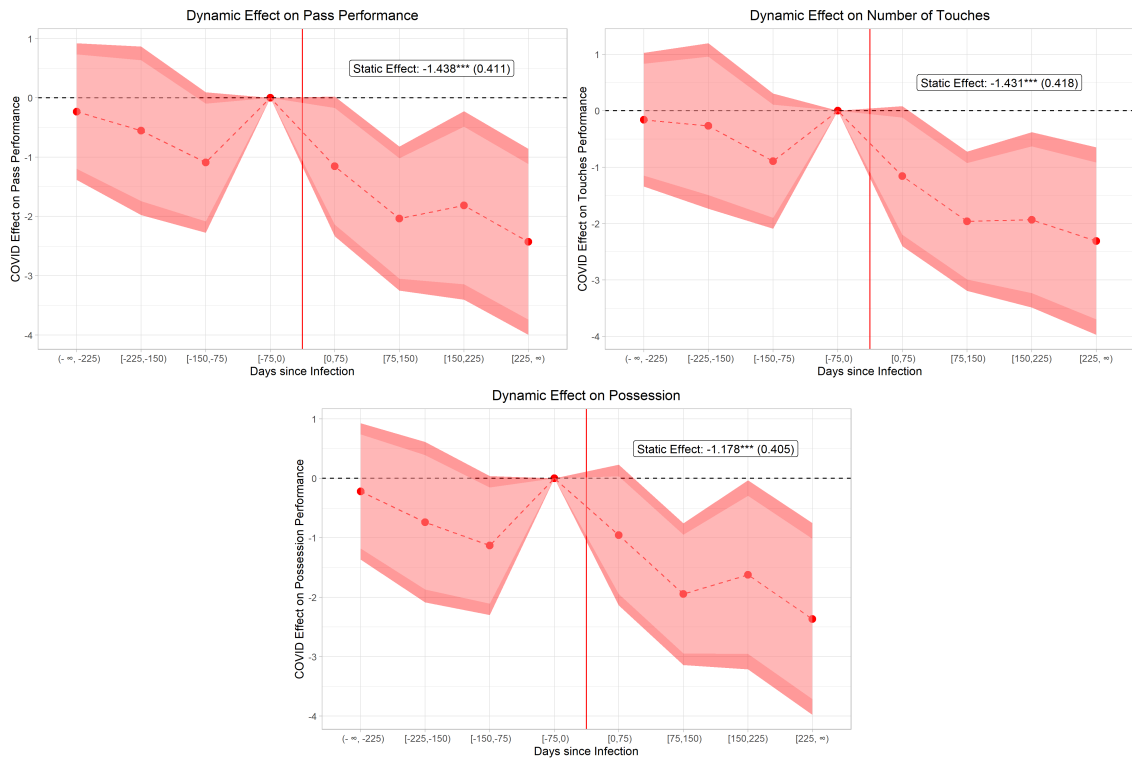 Dynamic Effect on Pass Performance
COVID Effect on Pass Performance
1
0
-1
-2
-3
-4
Static Effect: -1.438*** (0.411)
(- ∞, -225)
[-225,-150)
[-150,-75)
[-75,0)
[0,75)
[75,150)
[150,225)
[225, ∞)
Days since Infection
Dynamic Effect on Number of Touches
COVID Effect on Touches Performance
1
0
-1
-2
-3
-4
Static Effect: -1.431*** (0.418)
(- ∞, -225)
[-225,-150)
[-150,-75)
[-75,0)
[0,75)
[75,150)
[150,225)
[225, ∞)
Days since Infection
Dynamic Effect on Possession
COVID Effect on Possession Performance
1
0
-1
-2
-3
-4
Static Effect: -1.178*** (0.405)
(- ∞, -225)
[-225,-150)
[-150,-75)
[-75,0)
[0,75)
[75,150)
[150,225)
[225, ∞)
Days since Infection